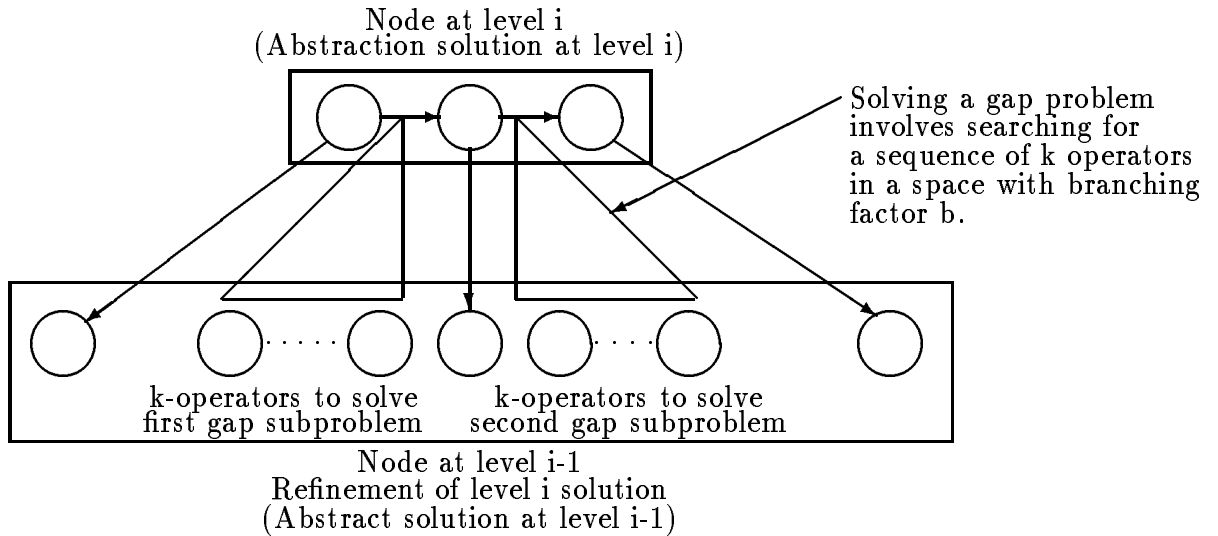 Node at level i
(Abstraction solution at level i)
Solving a gap problem
involves searching for
a sequence of k operators
in a space with branching
factor b.
k-operators to solve
first gap subproblem
k-operators to solve
second gap subproblem
Node at level i-1
Refinement of level i solution
(Abstract solution at level i-1)